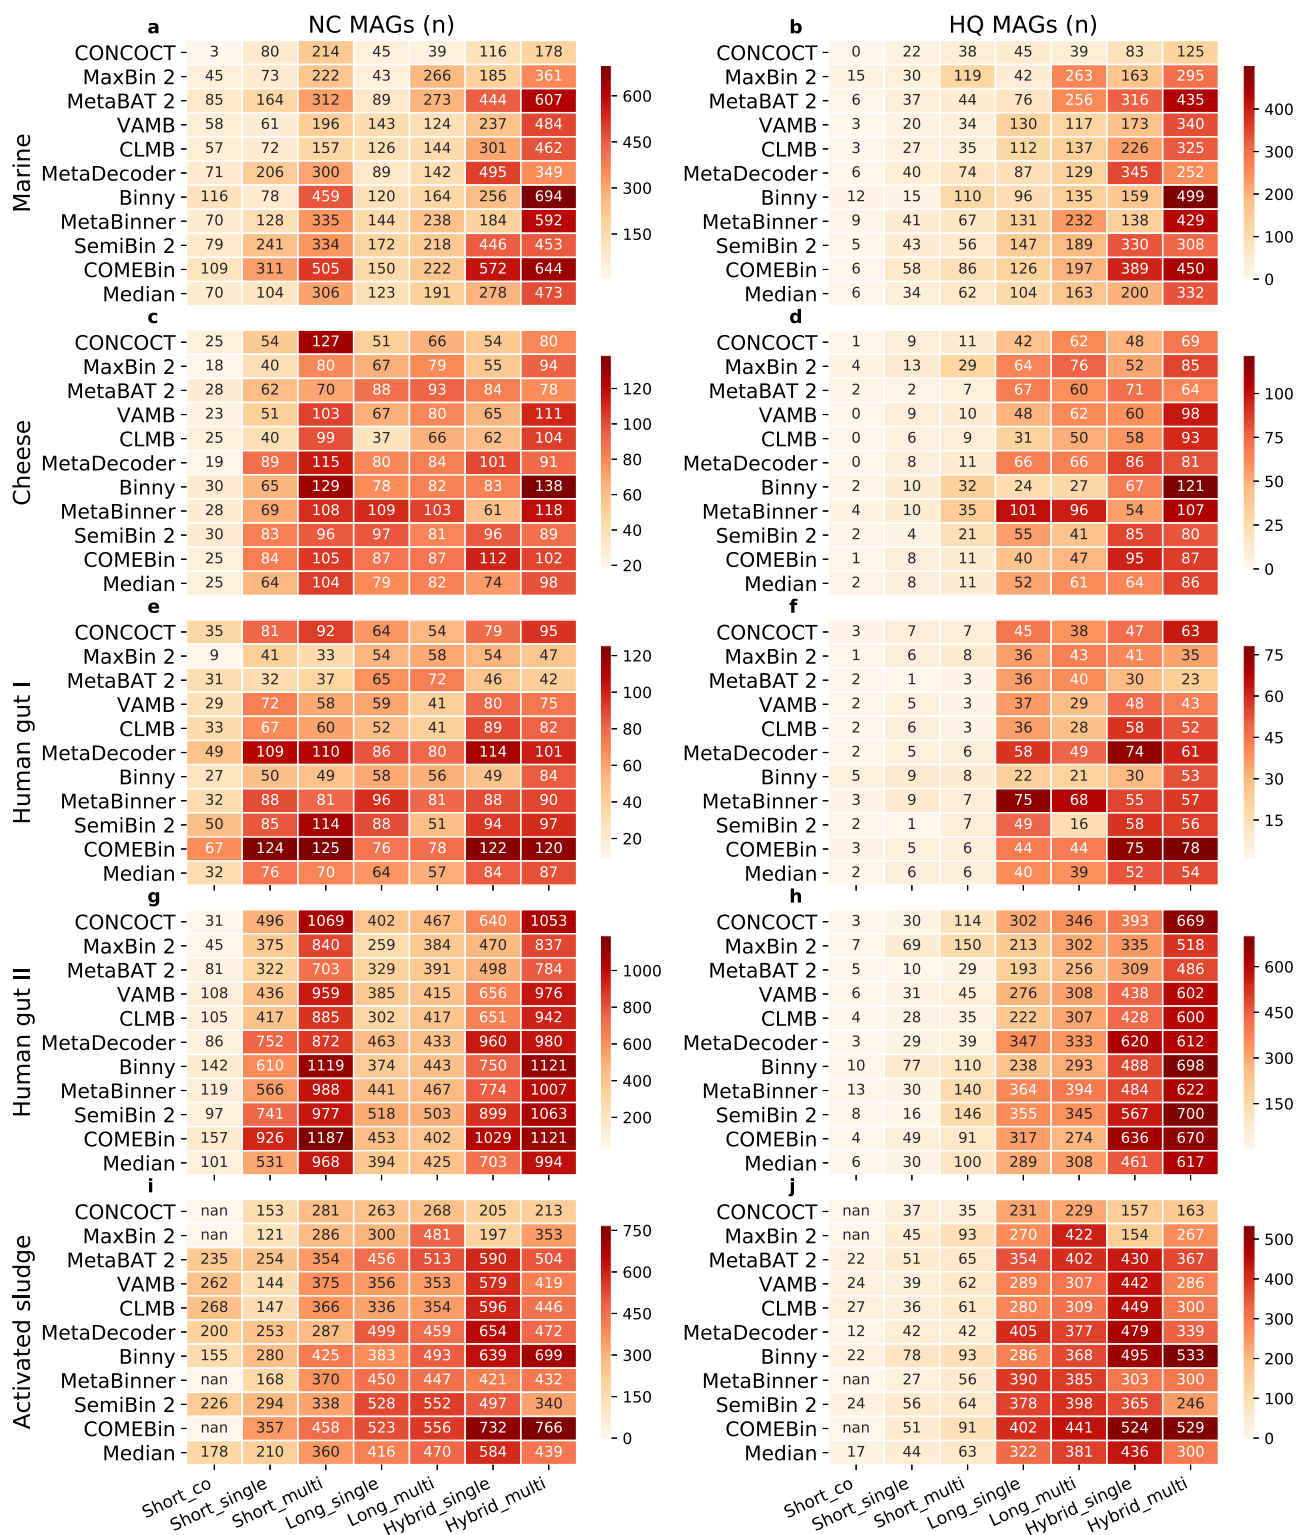 a NC MAGs (n) b HQ MAGs (n)
CONCOCT 3 80 214 45 39 116 178 CONCOCT 0 22 38 45 39 83 125
MaxBin 2 45 73 222 43 266 185 361 MaxBin 2 15 30 119 42 263 163 295
MetaBAT 2 85 164 312 89 273 444 607 600 MetaBAT 2 6 37 44 76 256 316 435 400
VAMB 58 61 196 143 124 237 484 450 VAMB 3 20 34 130 117 173 340 300
CLMB 57 72 157 126 144 301 462 CLMB 3 27 35 112 137 226 325
Marine MetaDecoder 71 206 300 89 142 495 349 300 MetaDecoder 6 40 74 87 129 345 252 200
Binny 116 78 459 120 164 256 694 Binny 12 15 110 96 135 159 499
MetaBinner 70 128 335 144 238 184 592 150 MetaBinner 9 41 67 131 232 138 429 100
SemiBin 2 79 241 334 172 218 446 453 SemiBin 2 5 43 56 147 189 330 308
COMEBin 109 311 505 150 222 572 644 COMEBin 6 58 86 126 197 389 450 0
Median 70 104 306 123 191 278 473 Median 6 34 62 104 163 200 332
c d
CONCOCT 25 54 127 51 66 54 80 CONCOCT 1 9 11 42 62 48 69
MaxBin 2 18 40 80 67 79 55 94 MaxBin 2 4 13 29 64 76 52 85
MetaBAT 2 28 62 70 88 93 84 78 120 MetaBAT 2 2 2 7 67 60 71 64 100
VAMB 23 51 103 67 80 65 111 100 VAMB 0 9 10 48 62 60 98
CLMB 25 40 99 37 66 62 104 CLMB 0 6 9 31 50 58 93 75
Cheese MetaDecoder 19 89 115 80 84 101 91 80 MetaDecoder 0 8 11 66 66 86 81
Binny 30 65 129 78 82 83 138 60 Binny 2 10 32 24 27 67 121 50
MetaBinner 28 69 108 109 103 61 118 MetaBinner 4 10 35 101 96 54 107
SemiBin 2 30 83 96 97 81 96 89 40 SemiBin 2 2 4 21 55 41 85 80 25
COMEBin 25 84 105 87 87 112 102 20 COMEBin 1 8 11 40 47 95 87 0
Median 25 64 104 79 82 74 98 Median 2 8 11 52 61 64 86
e f
CONCOCT 35 81 92 64 54 79 95 CONCOCT 3 7 7 45 38 47 63
MaxBin 2 9 41 33 54 58 54 47 120 MaxBin 2 1 6 8 36 43 41 35 75
MetaBAT 2 31 32 37 65 72 46 42 100 MetaBAT 2 2 1 3 36 40 30 23 60
VAMB 29 72 58 59 41 80 75 VAMB 2 5 3 37 29 48 43
CLMB 33 67 60 52 41 89 82 80 CLMB 2 6 3 36 28 58 52 45
Human gut I MetaDecoder 49 109 110 86 80 114 101 MetaDecoder 2 5 6 58 49 74 61
Binny 27 50 49 58 56 49 84 60 Binny 5 9 8 22 21 30 53 30
MetaBinner 32 88 81 96 81 88 90 40 MetaBinner 3 9 7 75 68 55 57
SemiBin 2 50 85 114 88 51 94 97 20 SemiBin 2 2 1 7 49 16 58 56 15
COMEBin 67 124 125 76 78 122 120 COMEBin 3 5 6 44 44 75 78
Median 32 76 70 64 57 84 87 Median 2 6 6 40 39 52 54
g h
CONCOCT 31 496 1069 402 467 640 1053 CONCOCT 3 30 114 302 346 393 669
MaxBin 2 45 375 840 259 384 470 837 MaxBin 2 7 69 150 213 302 335 518
MetaBAT 2 81 322 703 329 391 498 784 1000 MetaBAT 2 5 10 29 193 256 309 486 600
VAMB 108 436 959 385 415 656 976 800 VAMB 6 31 45 276 308 438 602
CLMB 105 417 885 302 417 651 942 CLMB 4 28 35 222 307 428 600 450
Human gut II MetaDecoder 86 752 872 463 433 960 980 600 MetaDecoder 3 29 39 347 333 620 612
Binny 142 610 1119 374 443 750 1121 Binny 10 77 110 238 293 488 698 300
MetaBinner 119 566 988 441 467 774 1007 400 MetaBinner 13 30 140 364 394 484 622
SemiBin 2 97 741 977 518 503 899 1063 200 SemiBin 2 8 16 146 355 345 567 700 150
COMEBin 157 926 1187 453 402 1029 1121 COMEBin 4 49 91 317 274 636 670
Median 101 531 968 394 425 703 994 Median 6 30 100 289 308 461 617
i j
CONCOCT nan 153 281 263 268 205 213 CONCOCT nan 37 35 231 229 157 163
MaxBin 2 nan 121 286 300 481 197 353 750 MaxBin 2 nan 45 93 270 422 154 267 500
MetaBAT 2 235 254 354 456 513 590 504 600 MetaBAT 2 22 51 65 354 402 430 367
VAMB 262 144 375 356 353 579 419 VAMB 24 39 62 289 307 442 286 400
CLMB 268 147 366 336 354 596 446 450 CLMB 27 36 61 280 309 449 300
Activated sludge MetaDecoder 200 253 287 499 459 654 472 MetaDecoder 12 42 42 405 377 479 339 300
Binny 155 280 425 383 493 639 699 300 Binny 22 78 93 286 368 495 533 200
MetaBinner nan 168 370 450 447 421 432 MetaBinner nan 27 56 390 385 303 300
SemiBin 2 226 294 338 528 552 497 340 150 SemiBin 2 24 56 64 378 398 365 246 100
COMEBin nan 357 458 523 556 732 766 0 COMEBin nan 51 91 402 441 524 529 0
Median 178 210 360 416 470 584 439 Median 17 44 63 322 381 436 300
Short_co Short_single Short_multi Long_single Long_multi Hybrid_single Hybrid_multi Short_co Short_single Short_multi Long_single Long_multi Hybrid_single Hybrid_multi